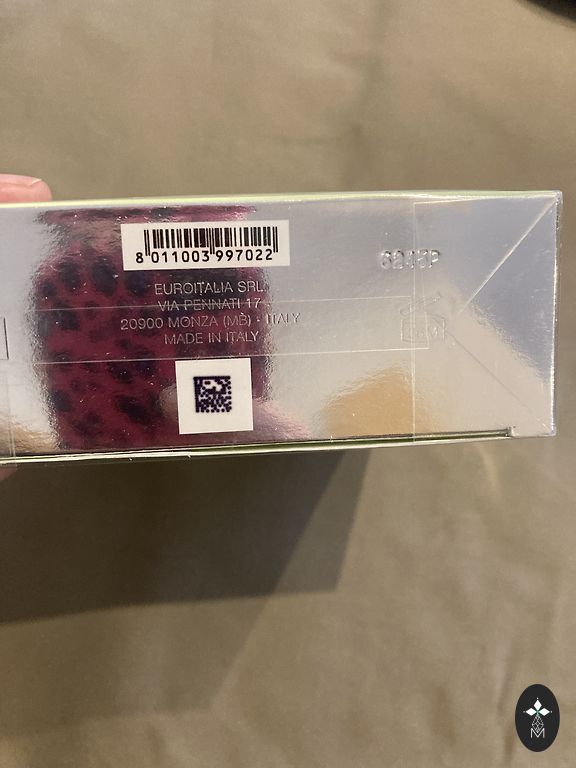 8 011003 997022
EUROITALIA SRL
VIA PENNATI 17 -
20900 MONZA (MB) - ITALY
MADE IN ITALY